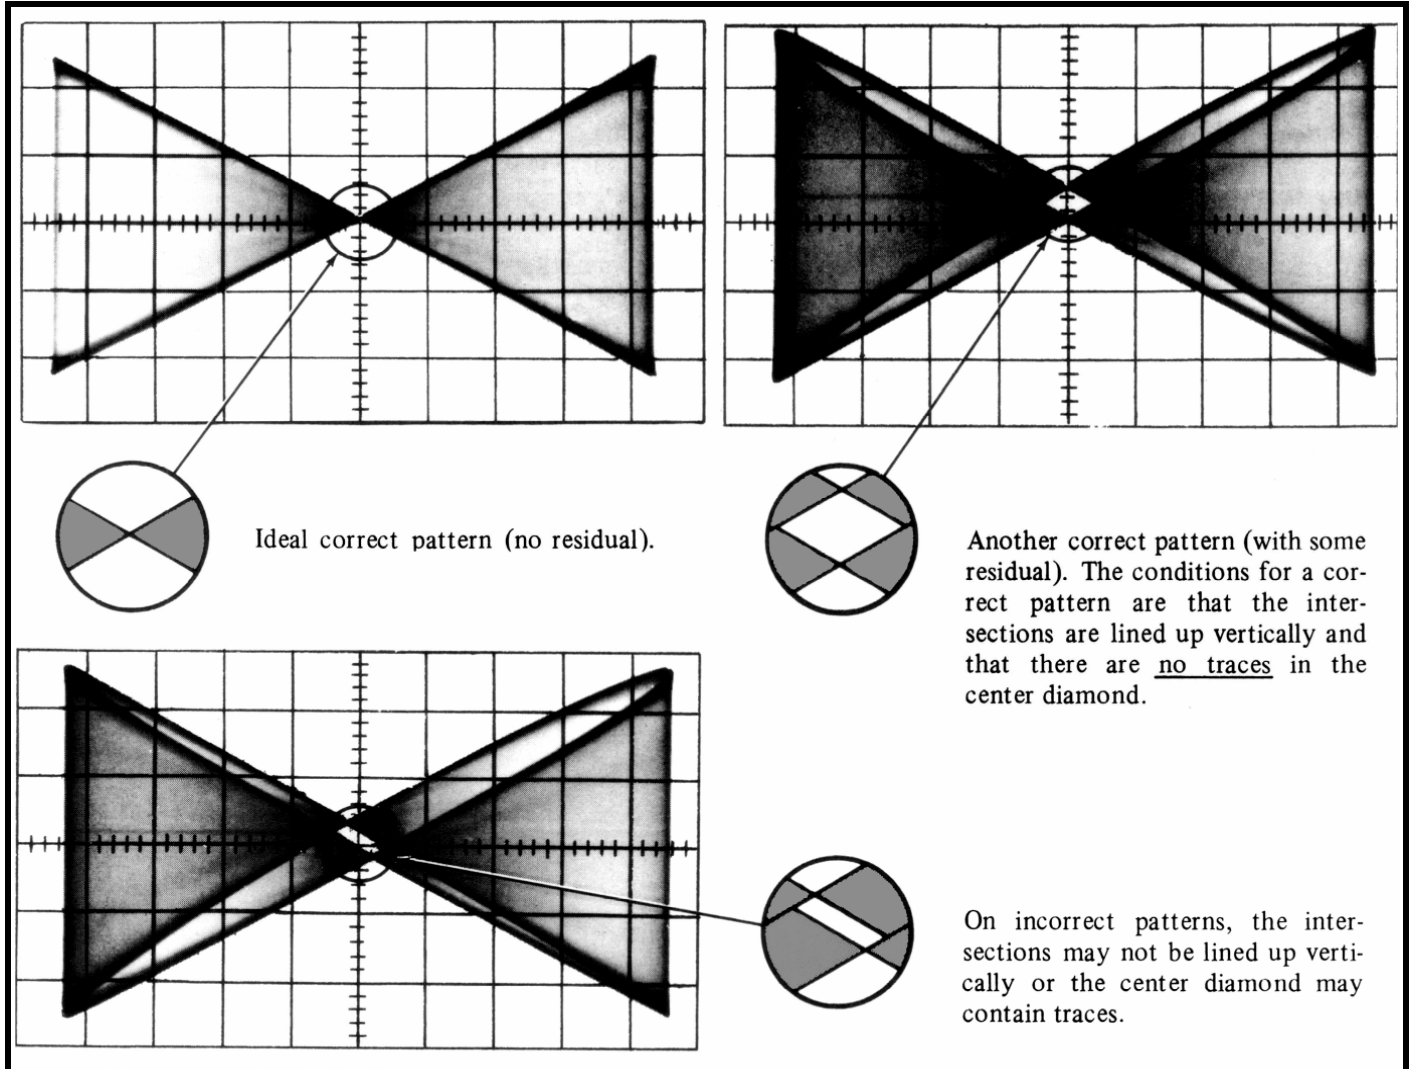 Ideal correct pattern (no residual).
Another correct pattern (with some
residual). The conditions for a cor-
rect pattern are that the inter-
sections are lined up vertically and
that there are no traces in the
center diamond.
On incorrect patterns, the inter-
sections may not be lined up verti-
cally or the center diamond may
contain traces.